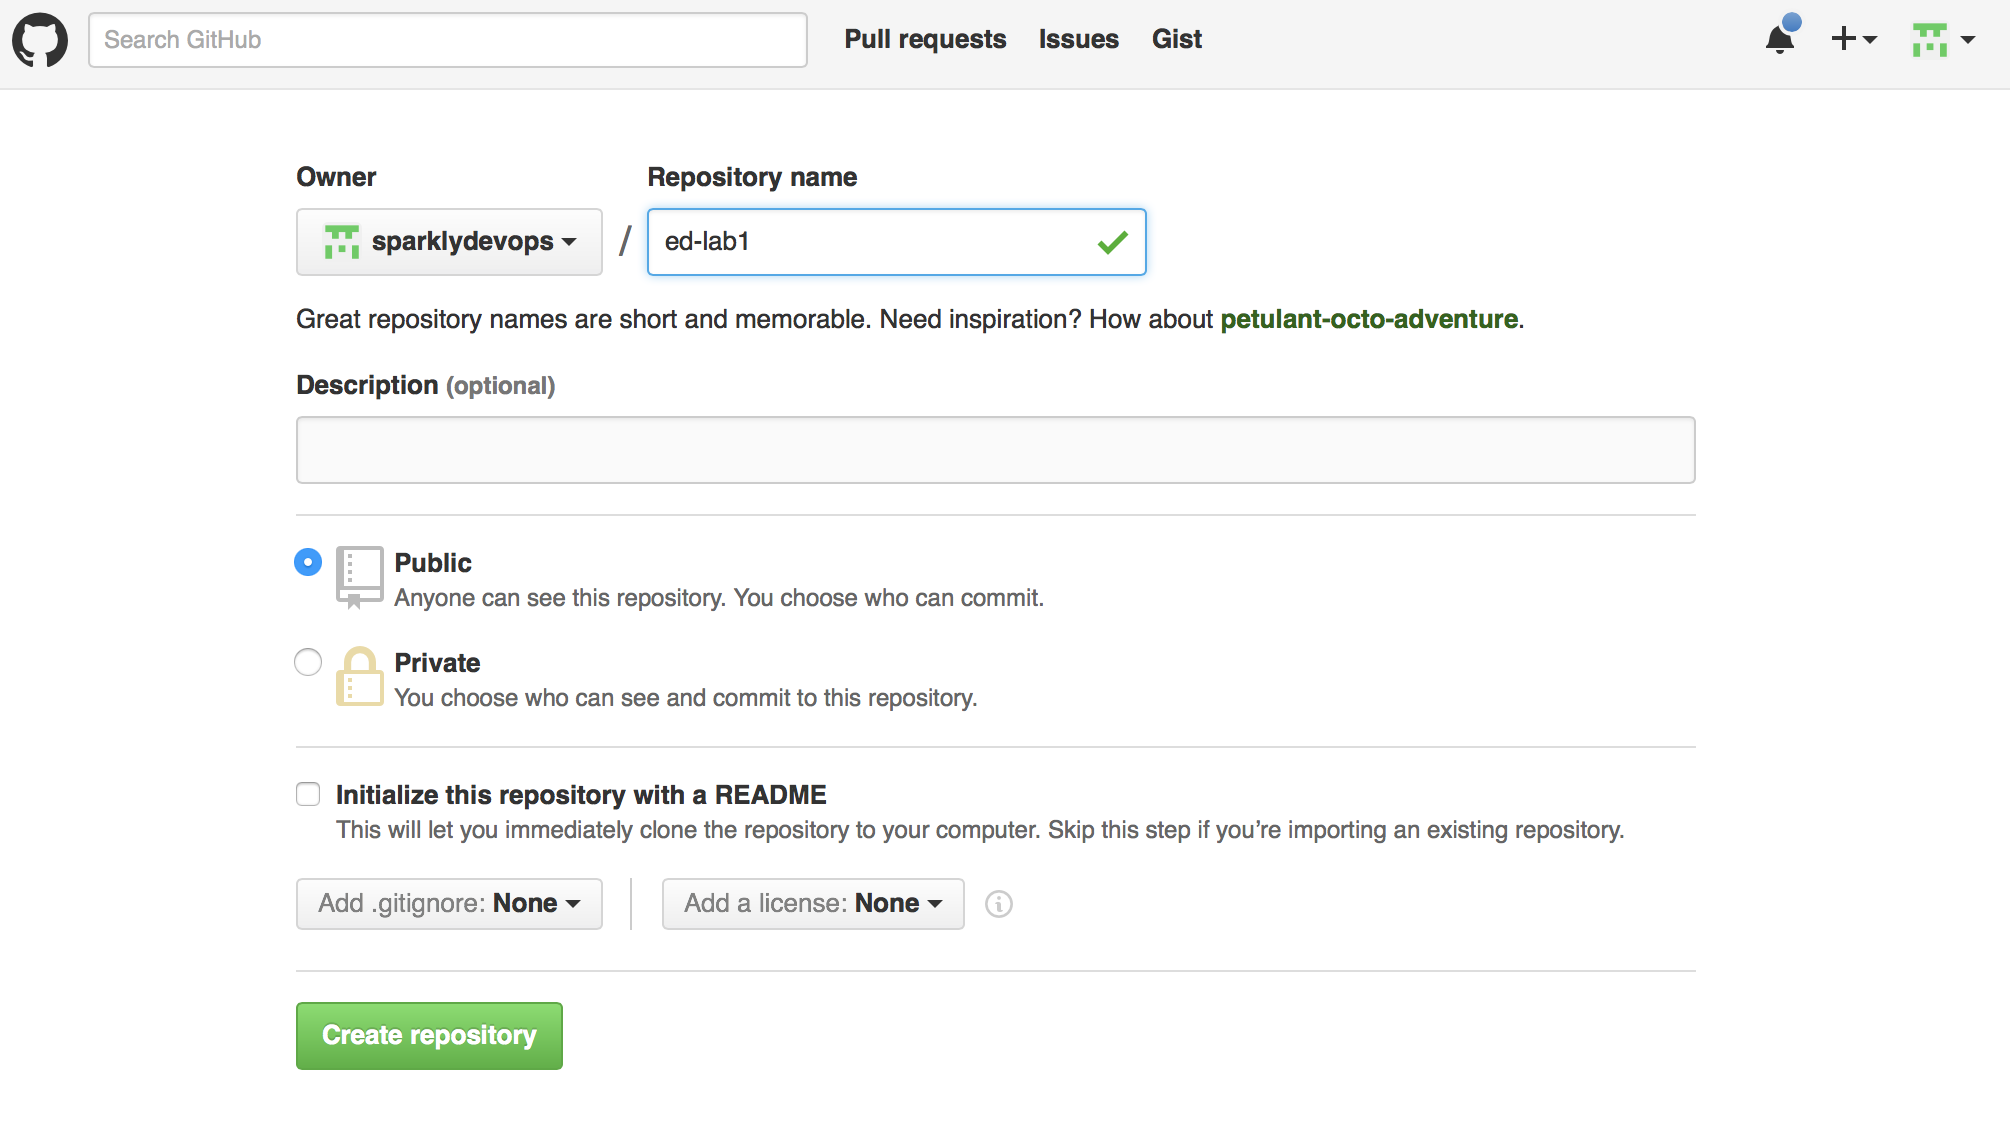 Search GitHub
Pull requests Issues Gist
Owner Repository name
sparklydevops / ed-lab1
Great repository names are short and memorable. Need inspiration? How about petulant-octo-adventure.
Description (optional)
Public
Anyone can see this repository. You choose who can commit.
Private
You choose who can see and commit to this repository.
Initialize this repository with a README
This will let you immediately clone the repository to your computer. Skip this step if you’re importing an existing repository.
Add .gitignore: None Add a license: None
Create repository